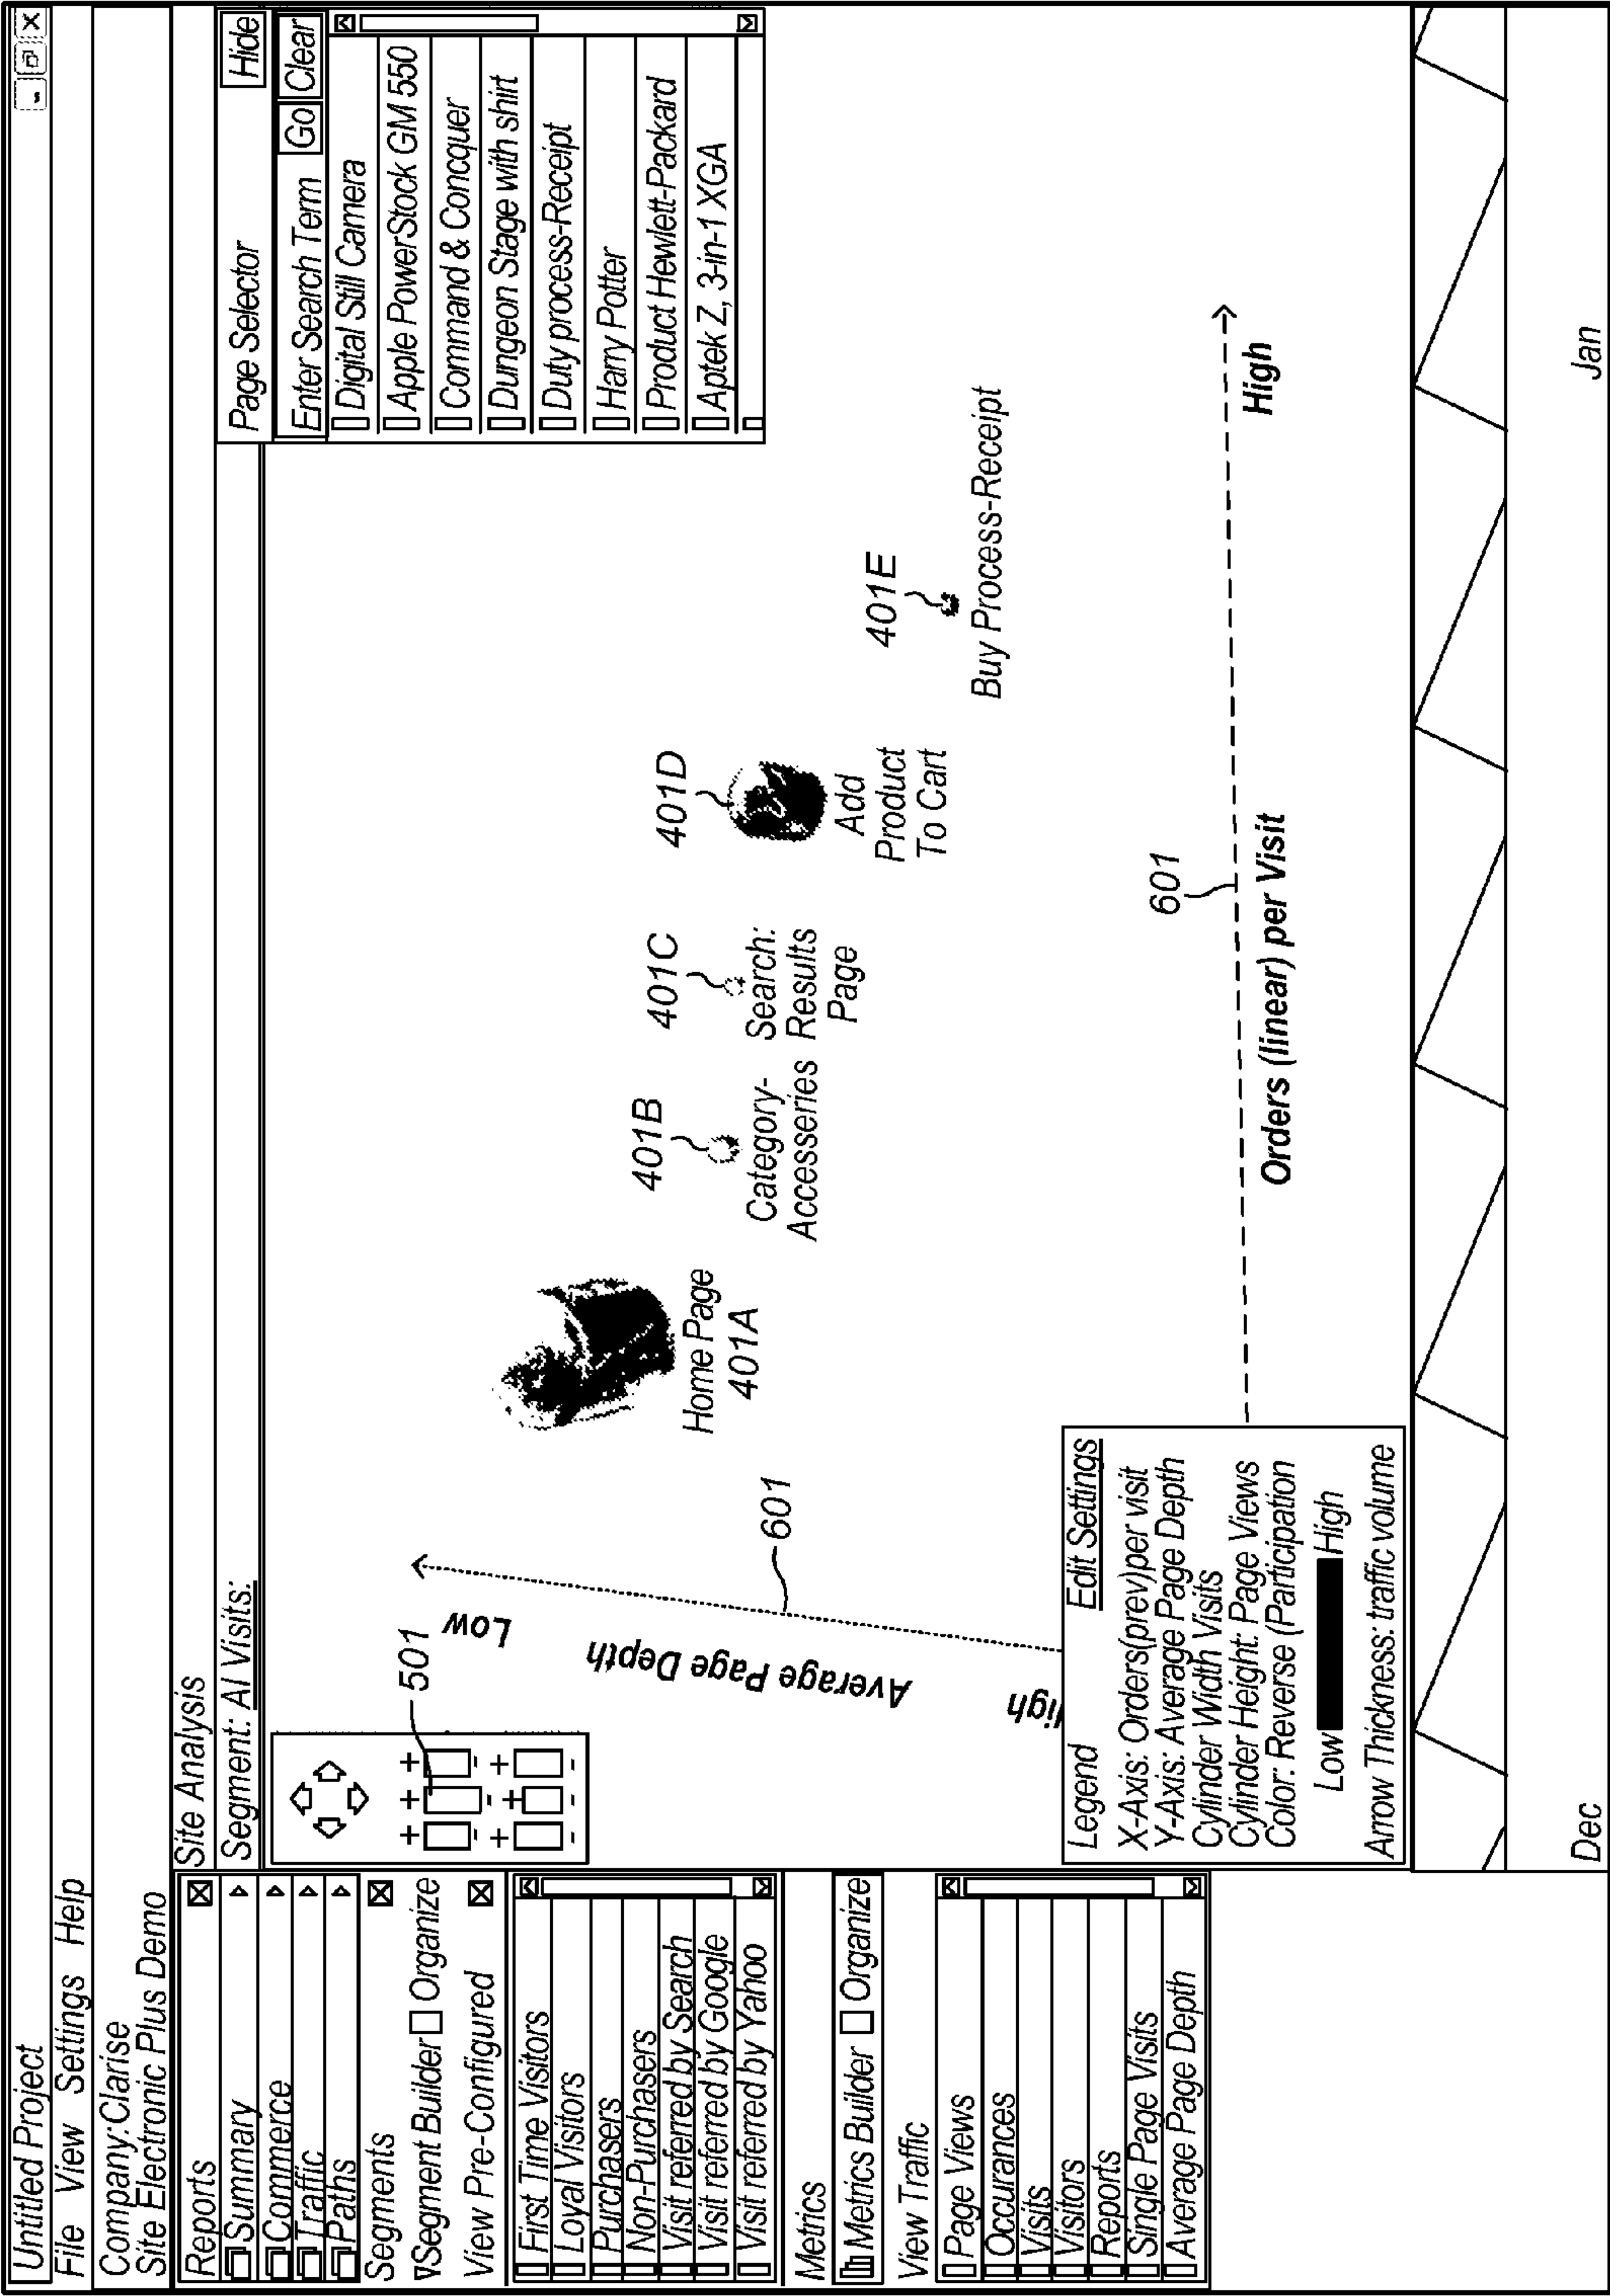 Untitled Project
File View Settings Help
Company:Clarise
Site Electronic Plus Demo
Reports
Summary
Commerce
Traffic
Paths
Segments
Segment Builder Organize
View Pre-Configured
First Time Visitors
Loyal Visitors
Purchasers
Non-Purchasers
Visit referred by Search
Visit referred by Google
Visit referred by Yahoo
Metrics
Metrics Builder Organize
View Traffic
Page Views
Occurances
Visits
Visitors
Reports
Single Page Visits
Average Page Depth
Site Analysis
Segment: AI Visits:
501
Low
Average Page Depth
High
601
Home Page
401A
401B
Category-
Accesseries
401C
Search:
Results
Page
401D
Add
Product
To Cart
401E
Buy Process-Receipt
601
Orders (linear) per Visit
High
Page Selector Hide
Enter Search Term Go Clear
Digital Still Camera
Apple PowerStock GM 550
Command & Concquer
Dungeon Stage with shirt
Duty process-Receipt
Harry Potter
Product Hewlett-Packard
Aptek Z, 3-in-1 XGA
Legend Edit Settings
X-Axis: Orders(prev)per visit
Y-Axis: Average Page Depth
Cylinder Width Visits
Cylinder Height: Page Views
Color: Reverse (Participation
Low High
Arrow Thickness: traffic volume
Dec Jan